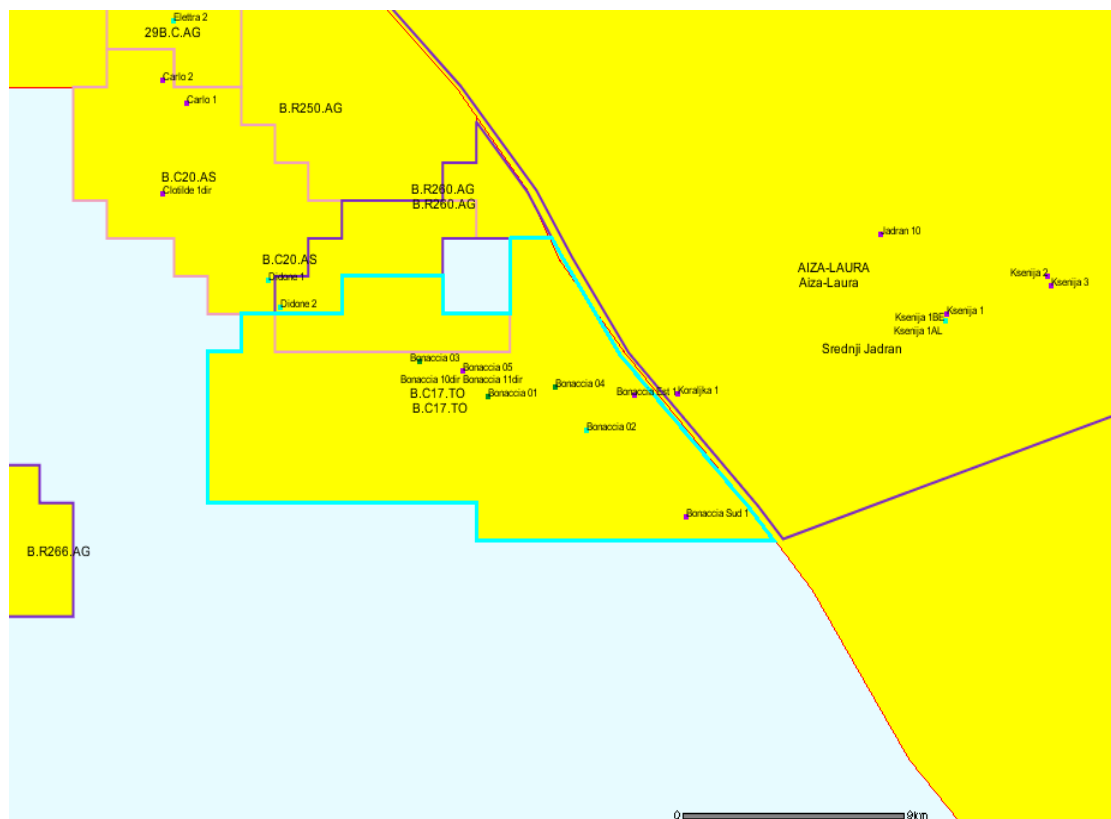 Elettra 2
29B.C.AG
Carlo 2
Carlo 1
B.R250.AG
B.C20.AS
Clotilde 1dir
B.R260.AG
B.R260.AG
Jadran 10
B.C20.AS
Didone 1
AIZA-LAURA
Aiza-Laura
Ksenija 2
Ksenija 3
Didone 2
Ksenija 1
Ksenija 1BE
Ksenija 1AL
Srednji Jadran
Bonaccia 03
Bonaccia 05
Bonaccia 10dir Bonaccia 11dir
Bonaccia 04
B.C17.TO
Bonaccia 01
Bonaccia Est 1
Koraljka 1
B.C17.TO
Bonaccia 02
Bonaccia Sud 1
B.R266.AG
0 9km